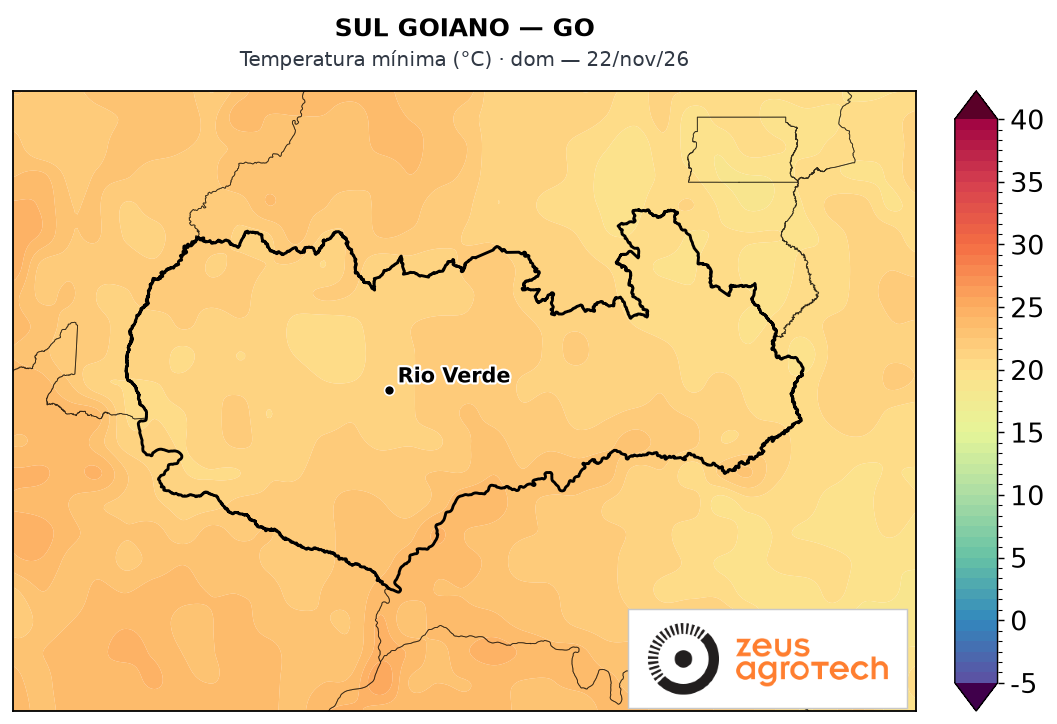 SUL GOIANO — GO
Temperatura mínima (°C) · dom — 22/nov/26
Rio Verde
40
35
30
25
20
15
10
5
0
-5
zeus
agrotech